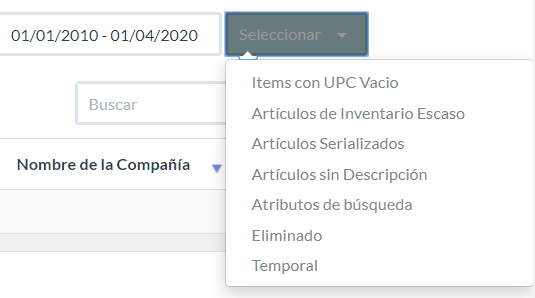 01/01/2010 - 01/04/2020
Seleccionar
Items con UPC Vacio
Buscar
Artículos de Inventario Escaso
Artículos Serializados
Nombre de la Compañía
Artículos sin Descripción
Atributos de búsqueda
Eliminado
Temporal